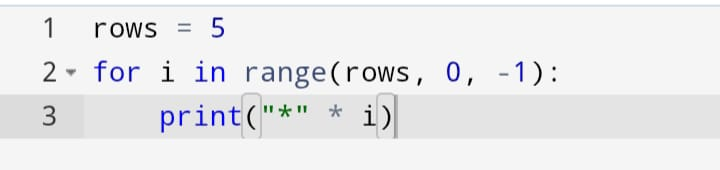 1 rows = 5
2 for i in range(rows, 0, -1):
3     print("*" * i)